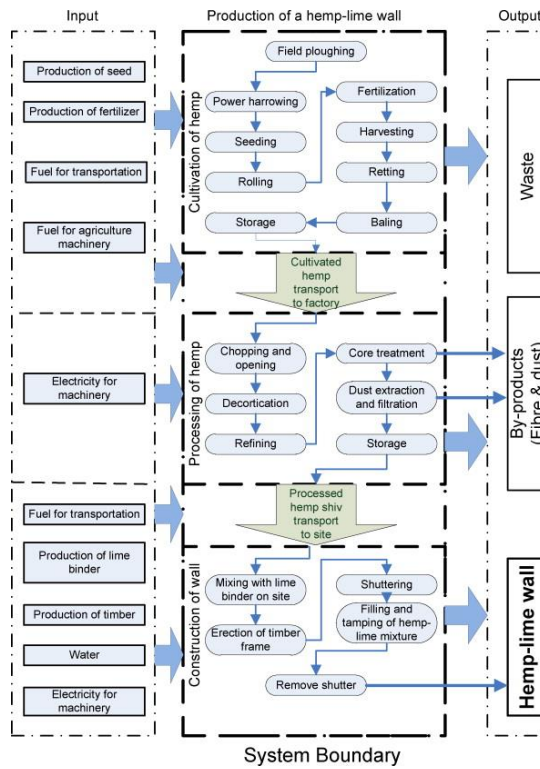 Input
Production of a hemp-lime wall
Output
Production of seed
Production of fertilizer
Fuel for transportation
Fuel for agriculture
machinery
Electricity for
machinery
Fuel for transportation
Production of lime
binder
Production of timber
Water
Electricity for
machinery
Cultivation of hemp
Field ploughing
Power harrowing
Seeding
Rolling
Fertilization
Harvesting
Retting
Baling
Storage
Cultivated
hemp
transport
to factory
Processing of hemp
Chopping and
opening
Decortication
Refining
Core treatment
Dust extraction
and filtration
Storage
Processed
hemp shiv
transport
to site
Construction of wall
Mixing with lime
binder on site
Erection of timber
frame
Shuttering
Filling and
tamping of hemp-
lime mixture
Remove shutter
Waste
By-products
(Fibre & dust)
Hemp-lime wall
System Boundary